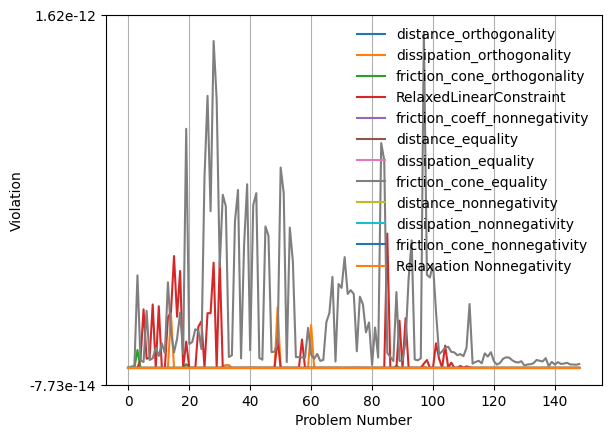 1.62e-12
distance_orthogonality
dissipation_orthogonality
friction_cone_orthogonality
RelaxedLinearConstraint
friction_coeff_nonnegativity
distance_equality
dissipation_equality
friction_cone_equality
distance_nonnegativity
dissipation_nonnegativity
friction_cone_nonnegativity
Relaxation Nonnegativity
Violation
-7.73e-14
0 20 40 60 80 100 120 140
Problem Number